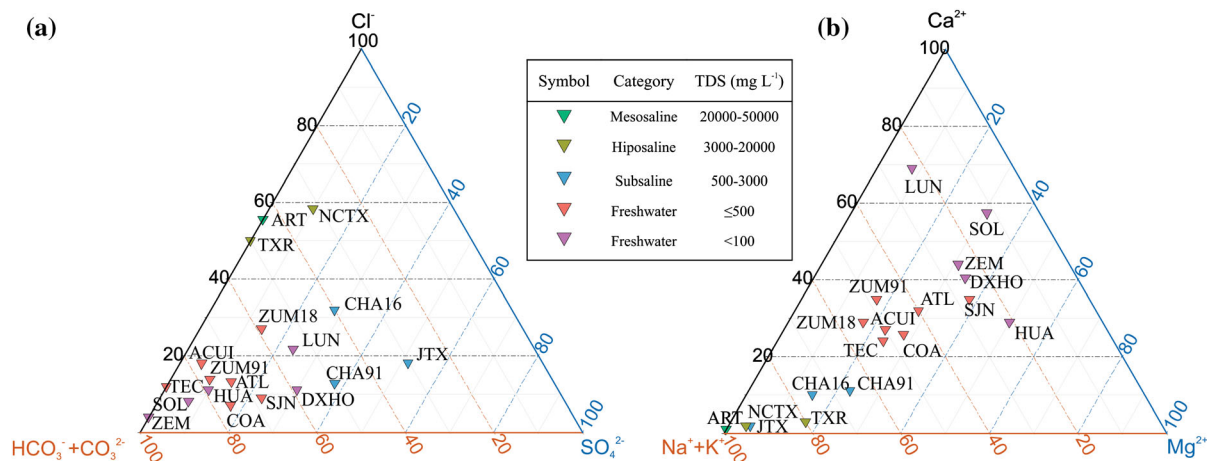 (a)
Cl⁻
100
80
20
60
ART
NCTX
TXR
40
40
60
CHA16
ZUM18
LUN
20
ACUI
JTX
80
ZUM91
CHA91
TEC
ATL
HUA
SOL
SJN
DXHO
COA
ZEM
100
HCO₃⁻+CO₃²⁻
100
80
60
40
20
SO₄²⁻
Symbol Category TDS (mg L⁻¹)
Mesosaline 20000-50000
Hiposaline 3000-20000
Subsaline 500-3000
Freshwater ≤500
Freshwater <100
(b)
Ca²⁺
100
80
20
LUN
60
40
SOL
ZEM
DXHO
40
60
ZUM91
ATL
SJN
ZUM18
ACUI
HUA
TEC
COA
20
80
CHA16
CHA91
ART
NCTX
TXR
JTX
100
Na⁺+K⁺
100
80
60
40
20
Mg²⁺